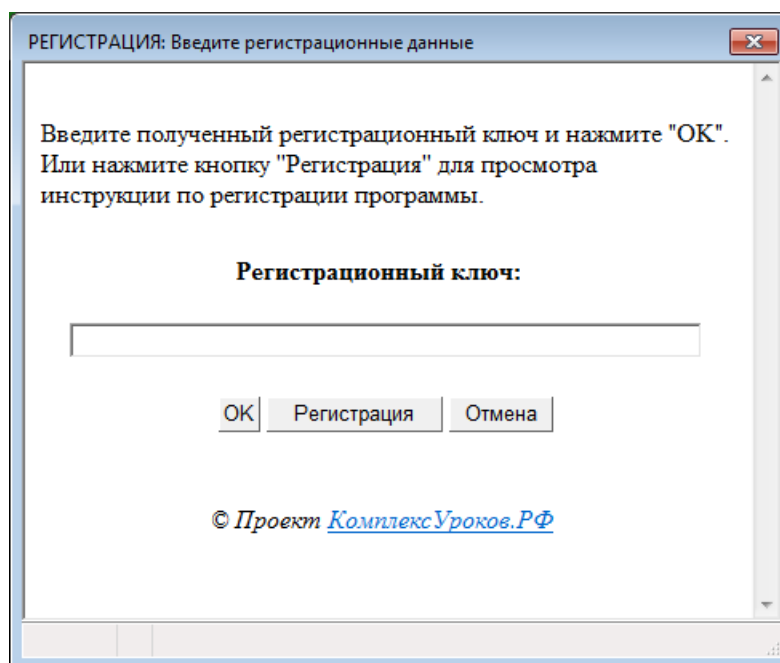 РЕГИСТРАЦИЯ: Введите регистрационные данные
Введите полученный регистрационный ключ и нажмите "OK".
Или нажмите кнопку "Регистрация" для просмотра
инструкции по регистрации программы.
Регистрационный ключ:
OK Регистрация Отмена
© Проект КомплексУроков.РФ